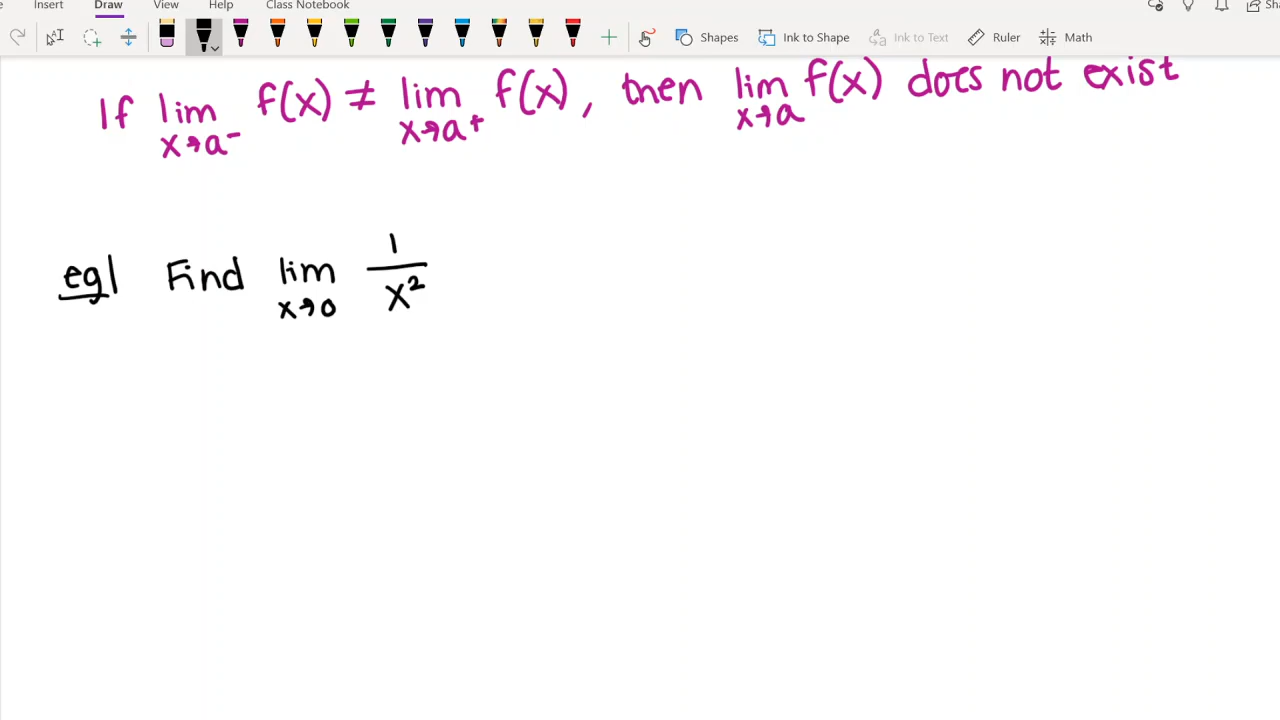 Insert Draw View Help Class Notebook
Shapes Ink to Shape Ink to Text Ruler Math
If lim x→a⁻ f(x) ≠ lim x→a⁺ f(x), then lim x→a f(x) does not exist
eg1 Find lim x→0 1/x²